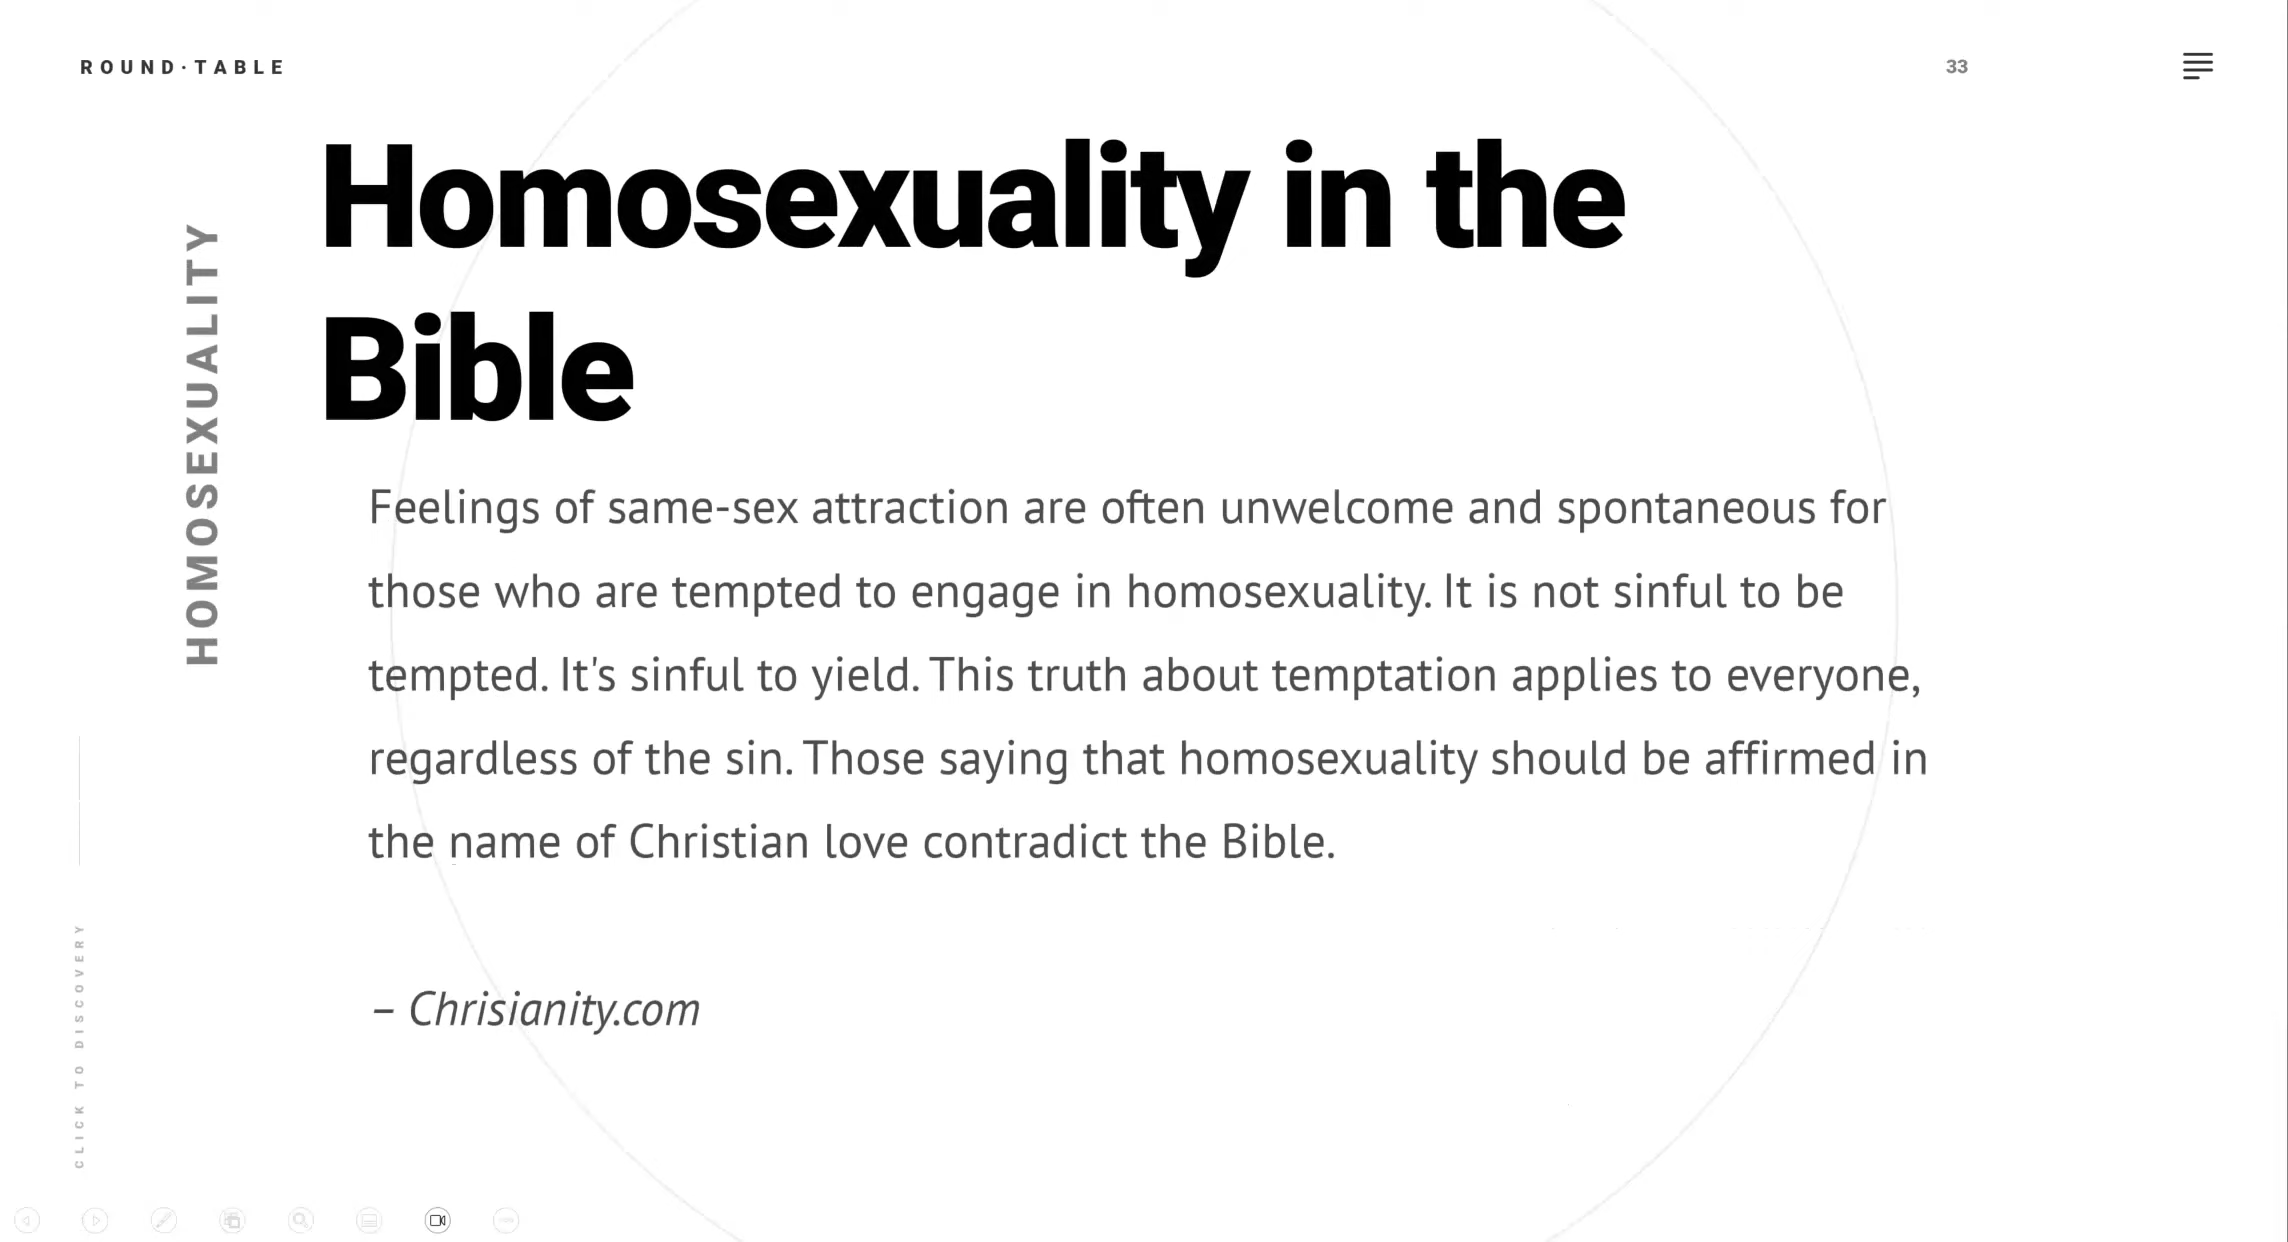 ROUND·TABLE
33
Homosexuality in the
Bible
HOMOSEXUALITY
Feelings of same-sex attraction are often unwelcome and spontaneous for
those who are tempted to engage in homosexuality. It is not sinful to be
tempted. It's sinful to yield. This truth about temptation applies to everyone,
regardless of the sin. Those saying that homosexuality should be affirmed in
the name of Christian love contradict the Bible.
– Chrisianity.com
CLICK TO DISCOVERY